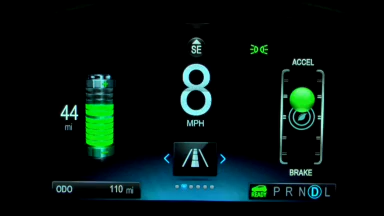 SE
8
MPH
44
mi
ACCEL
BRAKE
ODO 110 mi
READY P R N D L